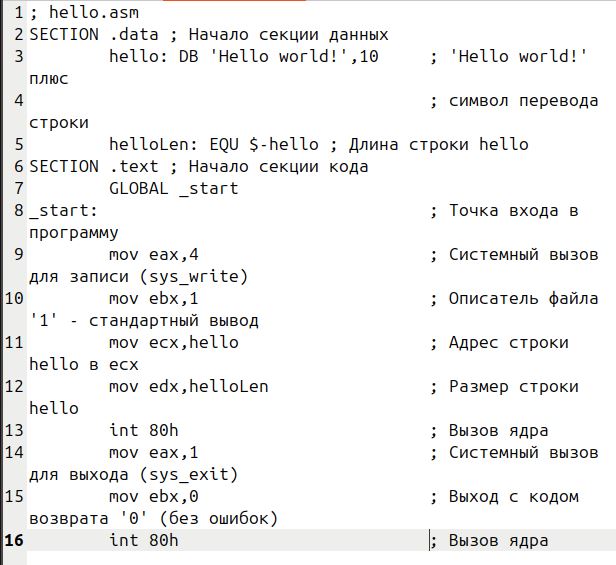 1 ; hello.asm
2 SECTION .data ; Начало секции данных
3 hello: DB 'Hello world!',10 ; 'Hello world!'
плюс
4 ; символ перевода
строки
5 helloLen: EQU $-hello ; Длина строки hello
6 SECTION .text ; Начало секции кода
7 GLOBAL _start
8 _start: ; Точка входа в
программу
9 mov eax,4 ; Системный вызов
для записи (sys_write)
10 mov ebx,1 ; Описатель файла
'1' - стандартный вывод
11 mov ecx,hello ; Адрес строки
hello в ecx
12 mov edx,helloLen ; Размер строки
hello
13 int 80h ; Вызов ядра
14 mov eax,1 ; Системный вызов
для выхода (sys_exit)
15 mov ebx,0 ; Выход с кодом
возврата '0' (без ошибок)
16 int 80h ; Вызов ядра